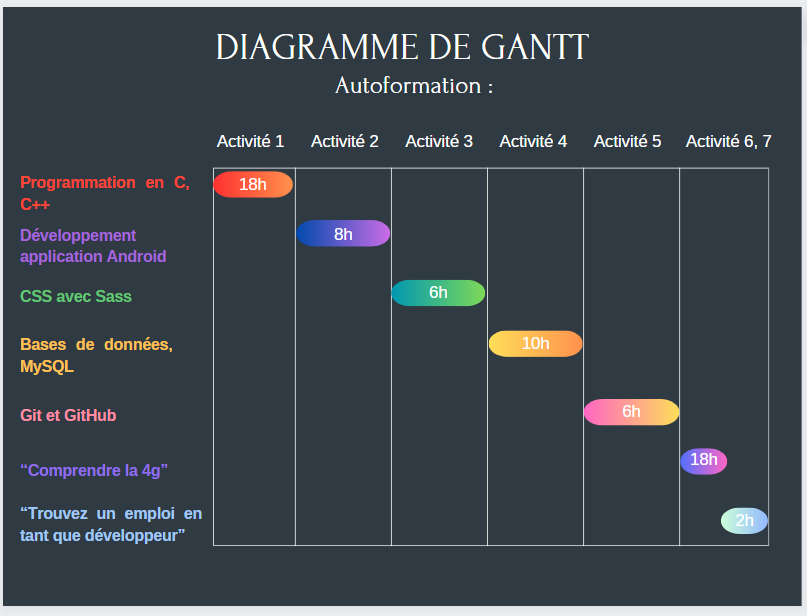 DIAGRAMME DE GANTT
Autoformation :
Activité 1 Activité 2 Activité 3 Activité 4 Activité 5 Activité 6, 7
Programmation en C,
C++
18h
Développement
application Android
8h
CSS avec Sass
6h
Bases de données,
MySQL
10h
Git et GitHub
6h
“Comprendre la 4g”
18h
“Trouvez un emploi en
tant que développeur”
2h